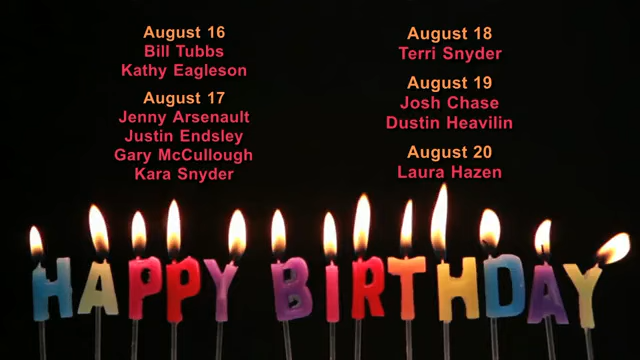 August 16
Bill Tubbs
Kathy Eagleson
August 17
Jenny Arsenault
Justin Endsley
Gary McCullough
Kara Snyder
August 18
Terri Snyder
August 19
Josh Chase
Dustin Heavilin
August 20
Laura Hazen
HAPPY BIRTHDAY